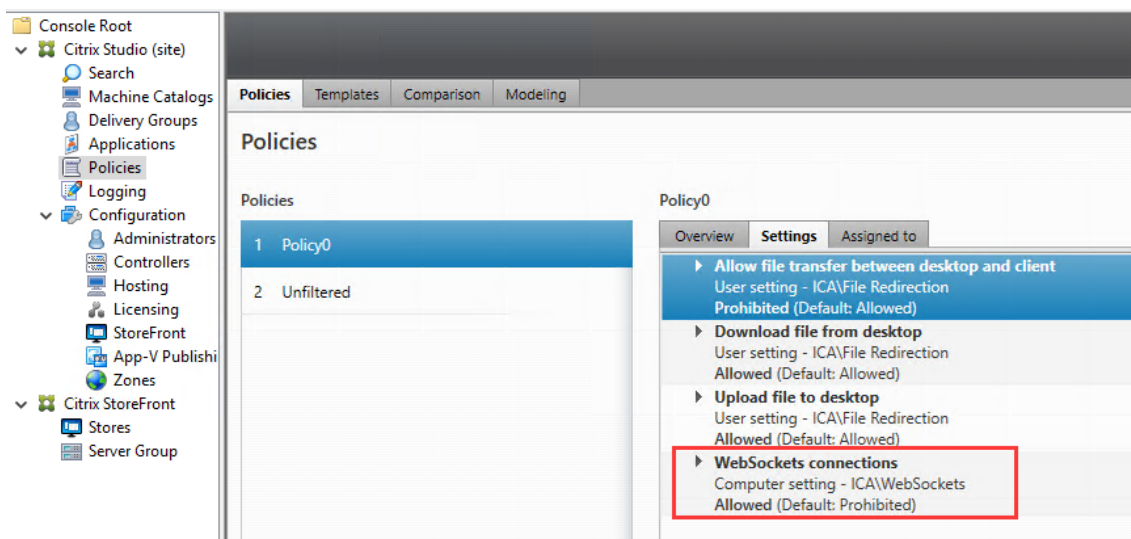 Console Root
Citrix Studio (site)
Search
Machine Catalogs
Delivery Groups
Applications
Policies
Logging
Configuration
Administrators
Controllers
Hosting
Licensing
StoreFront
App-V Publishi
Zones
Citrix StoreFront
Stores
Server Group
Policies Templates Comparison Modeling
Policies
Policies
1 Policy0
2 Unfiltered
Policy0
Overview Settings Assigned to
Allow file transfer between desktop and client
User setting - ICA\File Redirection
Prohibited (Default: Allowed)
Download file from desktop
User setting - ICA\File Redirection
Allowed (Default: Allowed)
Upload file to desktop
User setting - ICA\File Redirection
Allowed (Default: Allowed)
WebSockets connections
Computer setting - ICA\WebSockets
Allowed (Default: Prohibited)